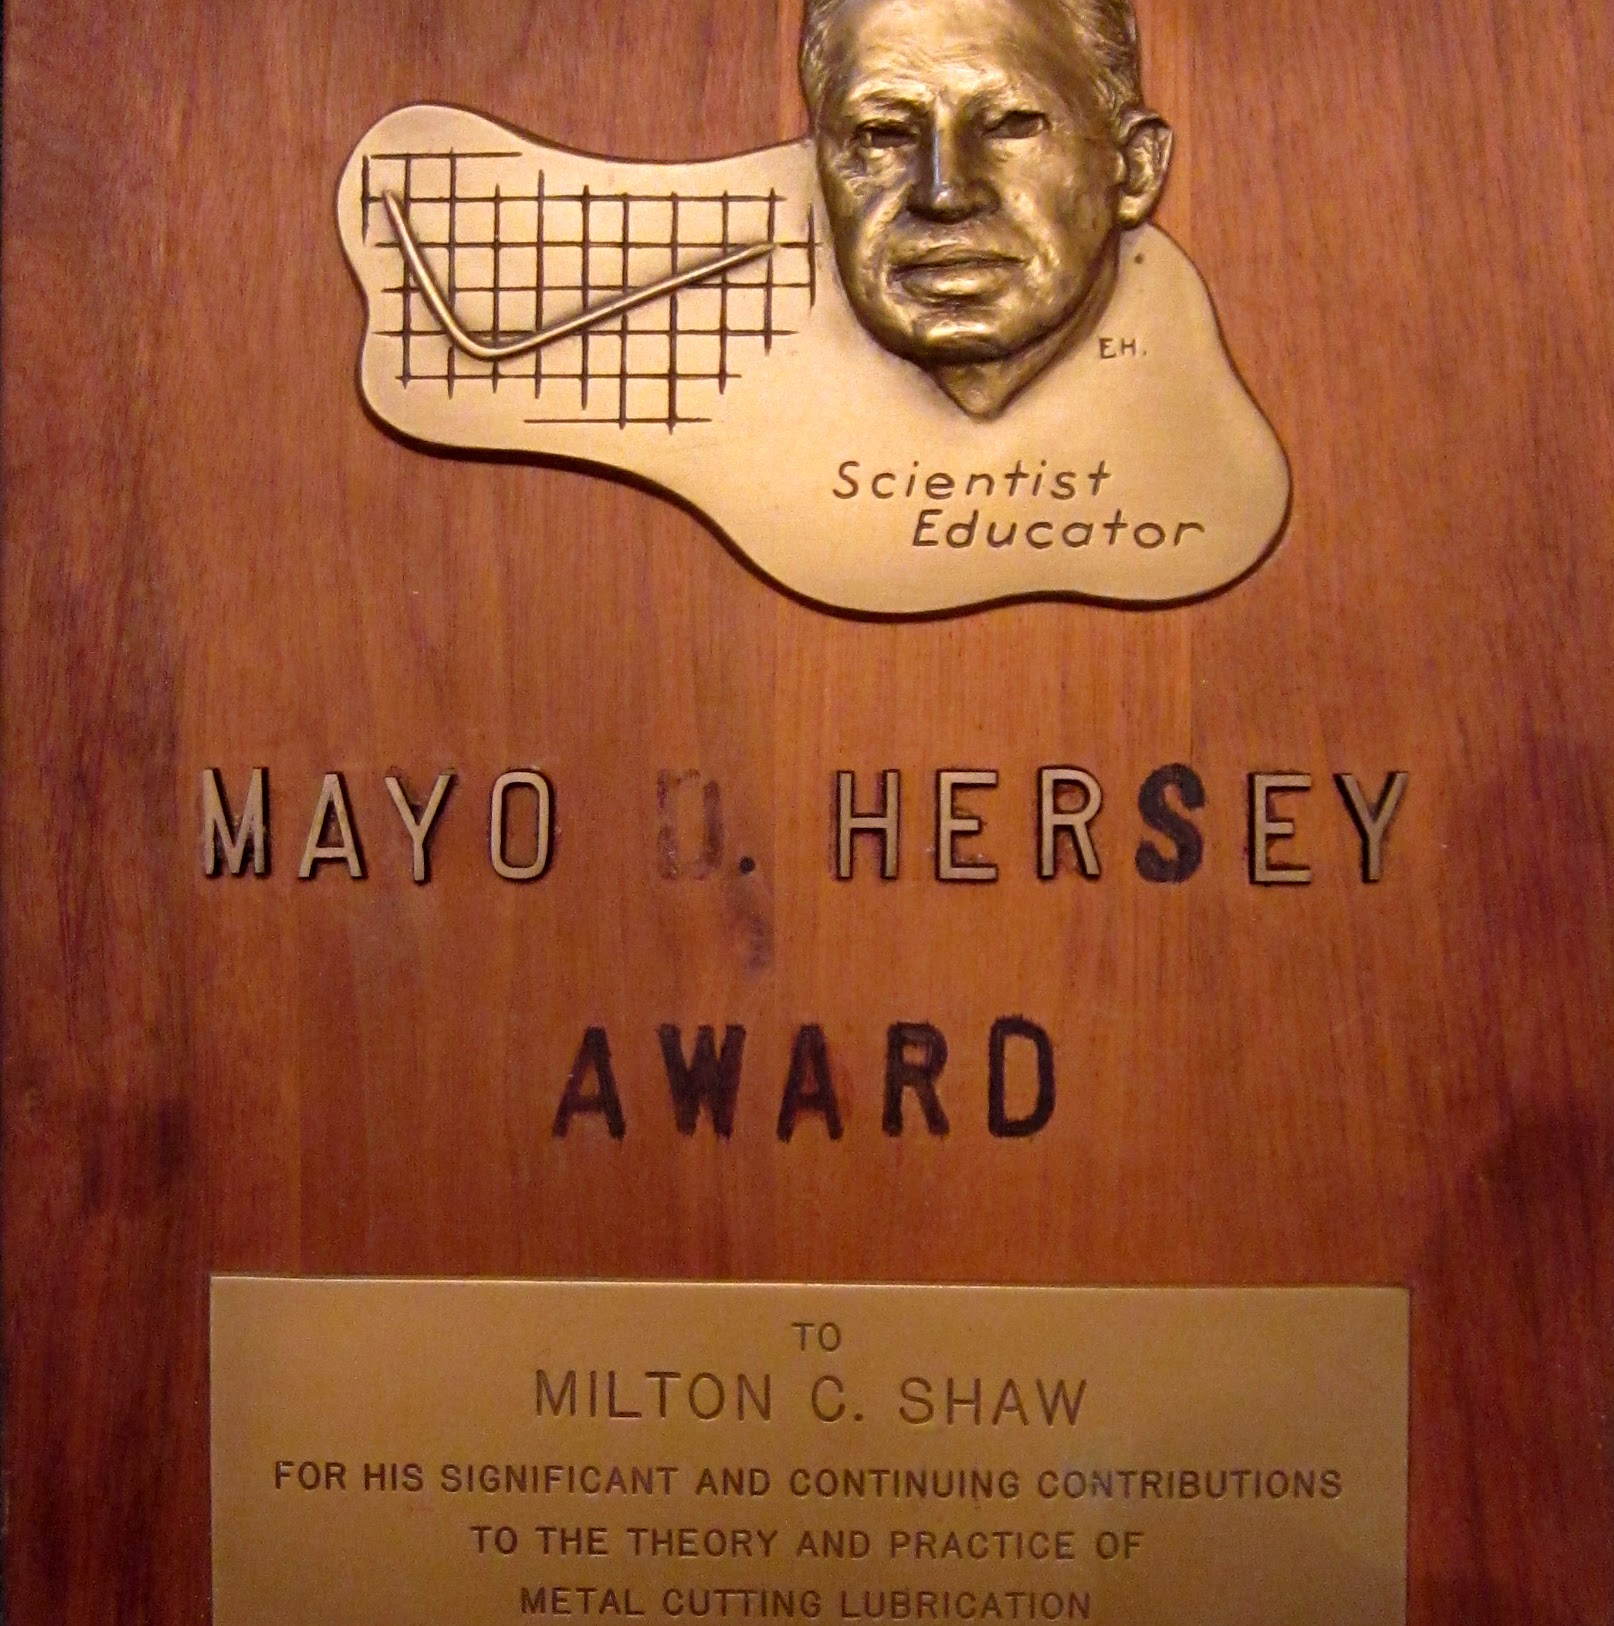 E.H.
Scientist
Educator
MAYO D. HERSEY
AWARD
TO
MILTON C. SHAW
FOR HIS SIGNIFICANT AND CONTINUING CONTRIBUTIONS
TO THE THEORY AND PRACTICE OF
METAL CUTTING LUBRICATION